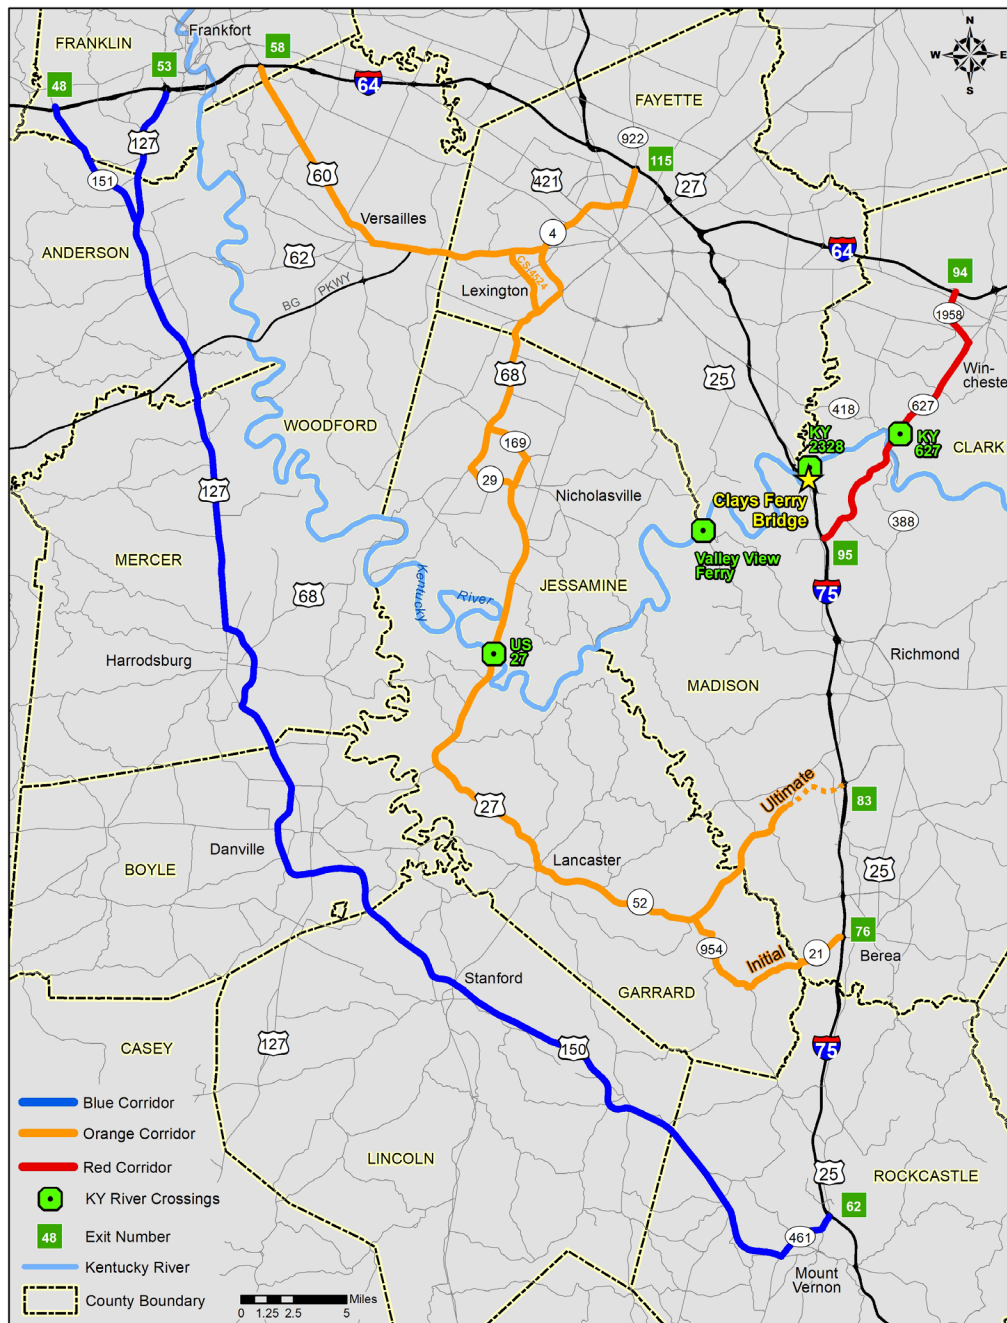 FRANKLIN
Frankfort
58
N
W
E
S
53
48
64
FAYETTE
127
922
115
151
60
421
27
Versailles
4
ANDERSON
62
64
CSI4524
94
PKWY
BG
Lexington
1958
68
25
Win-
cheste
418
627
WOODFORD
KY
2328
KY
627
CLARK
169
29
127
Nicholasville
Clays Ferry
Bridge
388
95
MERCER
Valley View
Ferry
Kentucky
River
JESSAMINE
75
68
US
27
Harrodsburg
Richmond
MADISON
Ultimate
83
27
Danville
Lancaster
BOYLE
25
52
76
954
Initial
21
Berea
Stanford
GARRARD
CASEY
127
150
75
Blue Corridor
Orange Corridor
LINCOLN
Red Corridor
25
ROCKCASTLE
KY River Crossings
62
48
Exit Number
461
Kentucky River
Mount
Vernon
County Boundary
Miles
0 1.25 2.5 5